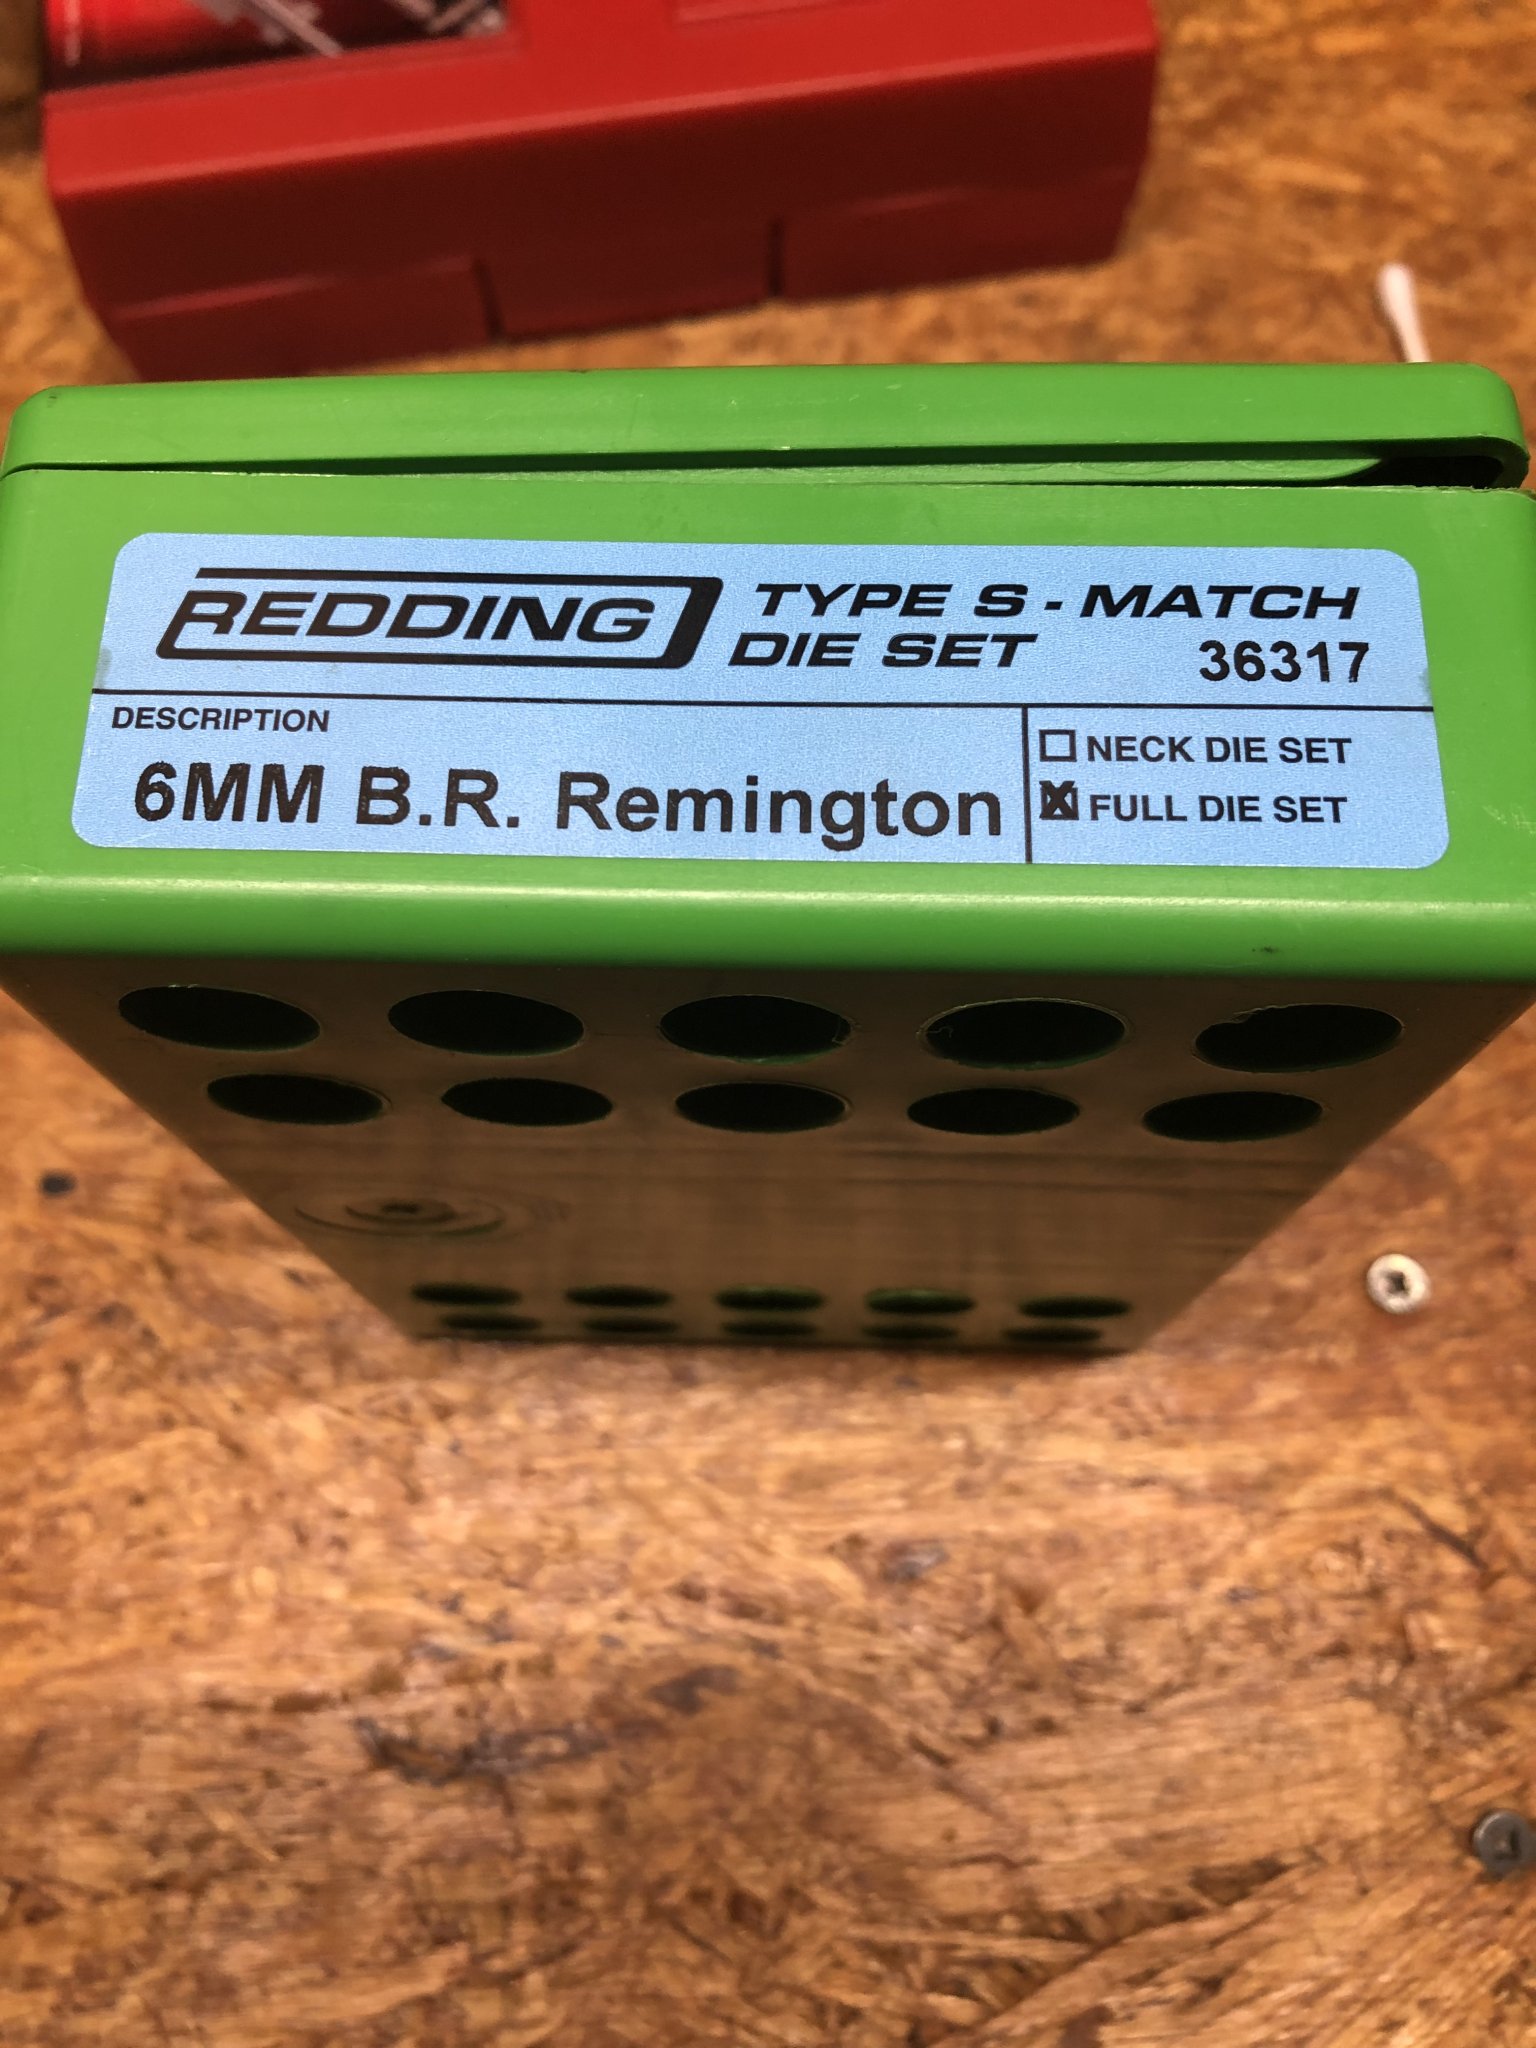 REDDING TYPE S - MATCH
DIE SET 36317
DESCRIPTION
6MM B.R. Remington
NECK DIE SET
FULL DIE SET